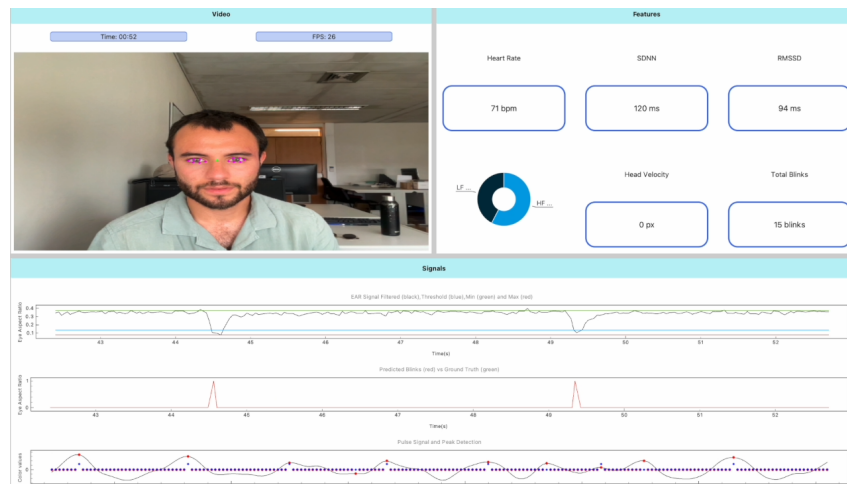 Video
Time: 00:52
FPS: 26
Features
Heart Rate
SDNN
RMSSD
71 bpm
120 ms
94 ms
LF ...
HF ...
Head Velocity
Total Blinks
0 px
15 blinks
Signals
EAR Signal Filtered (black),Threshold (blue),Min (green) and Max (red)
Eye Aspect Ratio
0.4
0.3
0.2
0.1
43 44 45 46 47 48 49 50 51 52
Time(s)
Predicted Blinks (red) vs Ground Truth (green)
Eye Aspect Ratio
1
0
43 44 45 46 47 48 49 50 51 52
Time(s)
Pulse Signal and Peak Detection
Color values
0